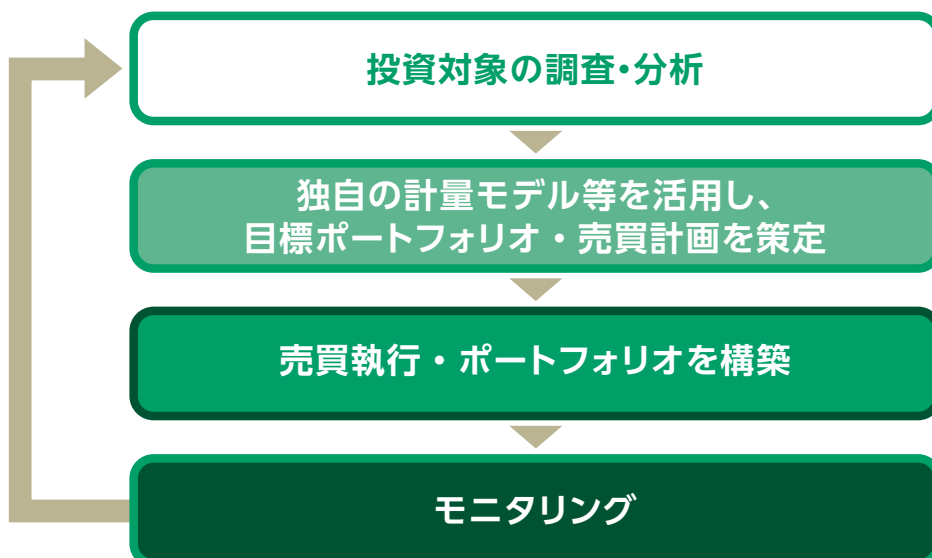 投資対象の調査・分析
独自の計量モデル等を活用し、
目標ポートフォリオ・売買計画を策定
売買執行・ポートフォリオを構築
モニタリング